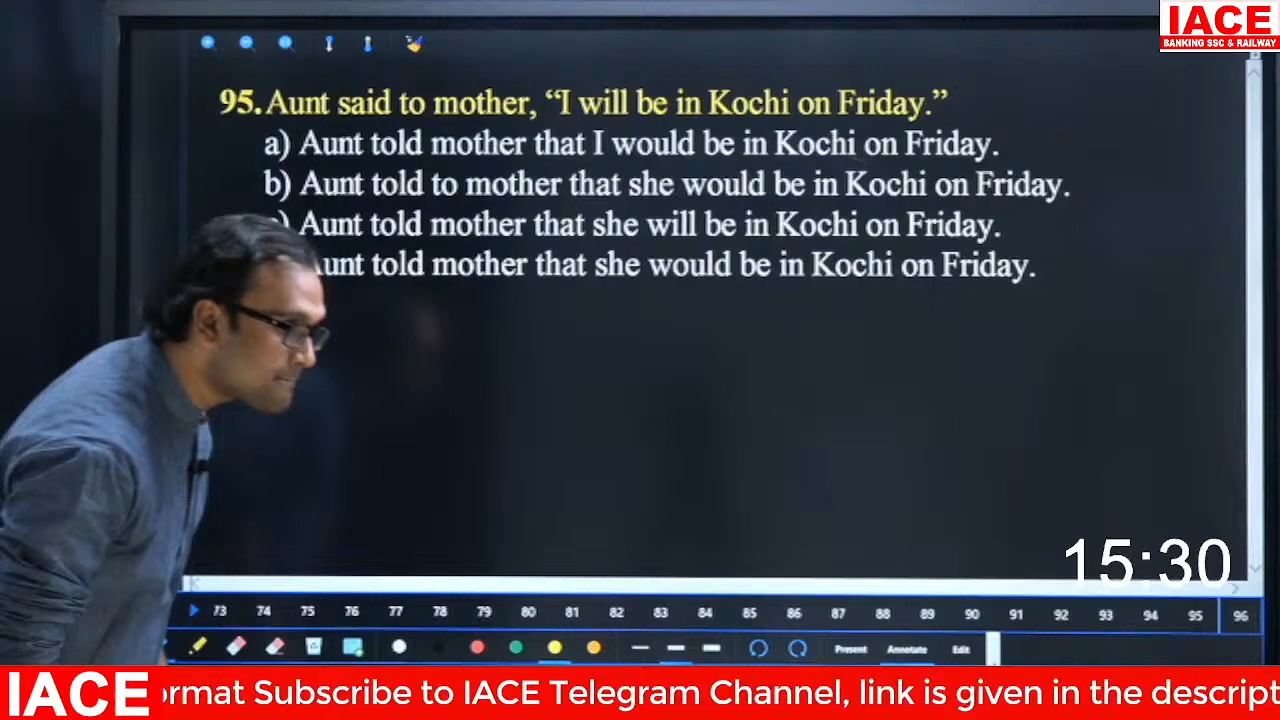 IACE
BANKING SSC & RAILWAY
95. Aunt said to mother, “I will be in Kochi on Friday.”
a) Aunt told mother that I would be in Kochi on Friday.
b) Aunt told to mother that she would be in Kochi on Friday.
Aunt told mother that she will be in Kochi on Friday.
told mother that she would be in Kochi on Friday.
15:30
73 74 75 76 77 78 79 80 81 82 83 84 85 86 87 88 89 90 91 92 93 94 95 96
Present Annotate Edit
IACE Subscribe to IACE Telegram Channel, link is given in the